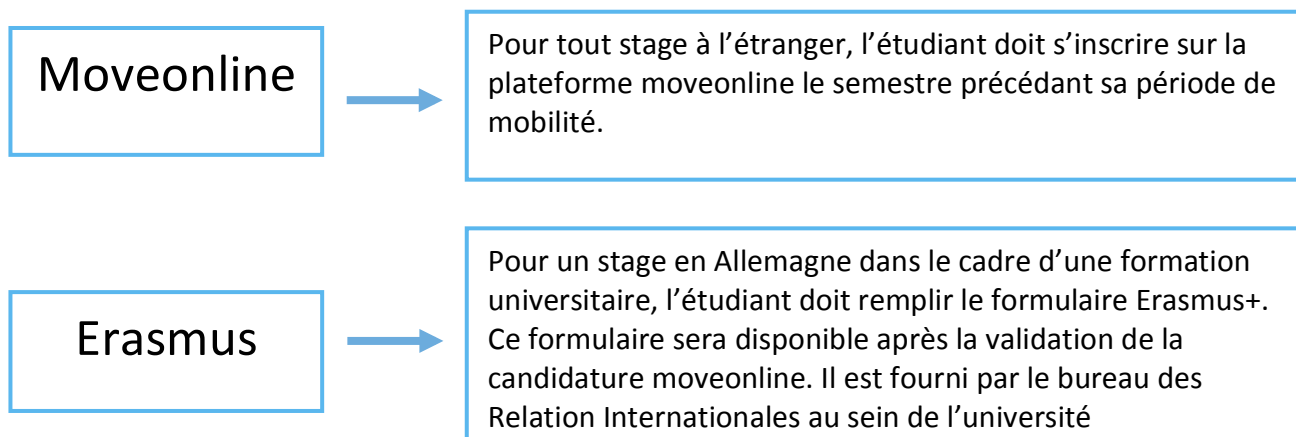 Moveonline
Pour tout stage à l’étranger, l’étudiant doit s’inscrire sur la
plateforme moveonline le semestre précédant sa période de
mobilité.
Erasmus
Pour un stage en Allemagne dans le cadre d’une formation
universitaire, l’étudiant doit remplir le formulaire Erasmus+.
Ce formulaire sera disponible après la validation de la
candidature moveonline. Il est fourni par le bureau des
Relation Internationales au sein de l’université